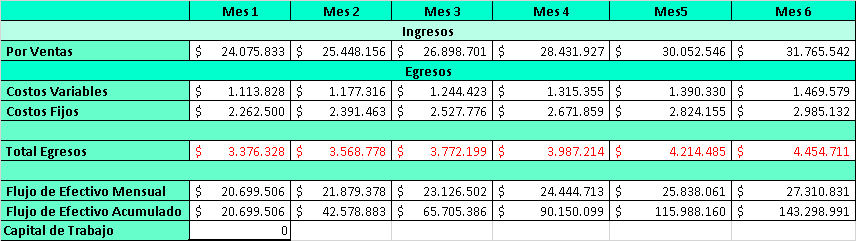 Mes 1 Mes 2 Mes 3 Mes 4 Mes5 Mes 6
Ingresos
Por Ventas $ 24.075.833 $ 25.448.156 $ 26.898.701 $ 28.431.927 $ 30.052.546 $ 31.765.542
Egresos
Costos Variables $ 1.113.828 $ 1.177.316 $ 1.244.423 $ 1.315.355 $ 1.390.330 $ 1.469.579
Costos Fijos $ 2.262.500 $ 2.391.463 $ 2.527.776 $ 2.671.859 $ 2.824.155 $ 2.985.132
Total Egresos $ 3.376.328 $ 3.568.778 $ 3.772.199 $ 3.987.214 $ 4.214.485 $ 4.454.711
Flujo de Efectivo Mensual $ 20.699.506 $ 21.879.378 $ 23.126.502 $ 24.444.713 $ 25.838.061 $ 27.310.831
Flujo de Efectivo Acumulado $ 20.699.506 $ 42.578.883 $ 65.705.386 $ 90.150.099 $ 115.988.160 $ 143.298.991
Capital de Trabajo 0